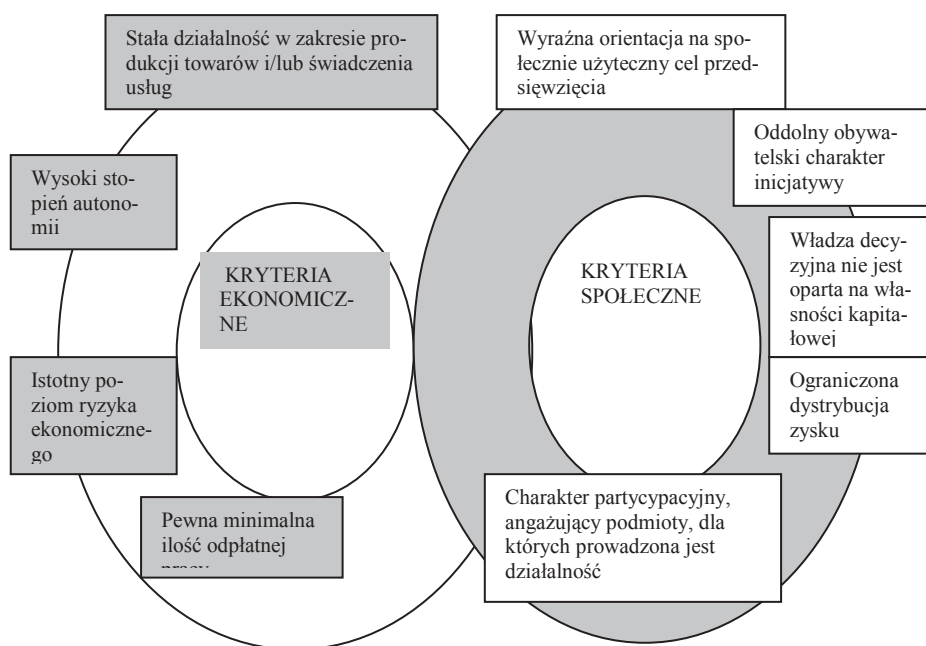 Stała działalność w zakresie pro-
dukcji towarów i/lub świadczenia
usług
Wyraźna orientacja na spo-
łecznie użyteczny cel przed-
sięwzięcia
Oddolny obywa-
telski charakter
inicjatywy
Wysoki sto-
pień autono-
mii
Władza decy-
zyjna nie jest
oparta na wła-
sności kapita-
łowej
KRYTERIA
EKONOMICZ-
NE
KRYTERIA
SPOŁECZNE
Istotny po-
ziom ryzyka
ekonomiczne-
go
Ograniczona
dystrybucja
zysku
Pewna minimalna
ilość odpłatnej
Charakter partycypacyjny,
angażujący podmioty, dla
których prowadzona jest
działalność